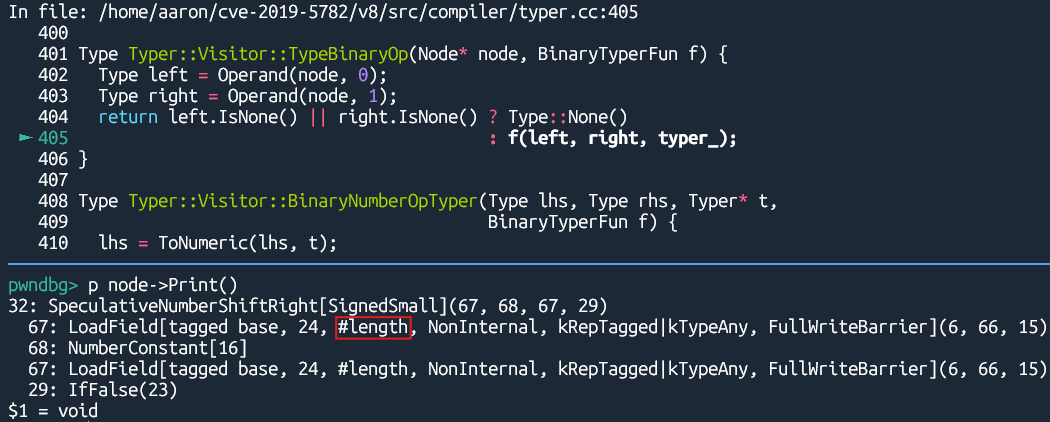 In file: /home/aaron/cve-2019-5782/v8/src/compiler/typer.cc:405
400
401 Type Typer::Visitor::TypeBinaryOp(Node* node, BinaryTyperFun f) {
402   Type left = Operand(node, 0);
403   Type right = Operand(node, 1);
404   return left.IsNone() || right.IsNone() ? Type::None()
► 405                                          : f(left, right, typer_);
406 }
407
408 Type Typer::Visitor::BinaryNumberOpTyper(Type lhs, Type rhs, Typer* t,
409                                          BinaryTyperFun f) {
410   lhs = ToNumeric(lhs, t);
pwndbg> p node->Print()
32: SpeculativeNumberShiftRight[SignedSmall](67, 68, 67, 29)
  67: LoadField[tagged base, 24, #length, NonInternal, kRepTagged|kTypeAny, FullWriteBarrier](6, 66, 15)
  68: NumberConstant[16]
  67: LoadField[tagged base, 24, #length, NonInternal, kRepTagged|kTypeAny, FullWriteBarrier](6, 66, 15)
  29: IfFalse(23)
$1 = void